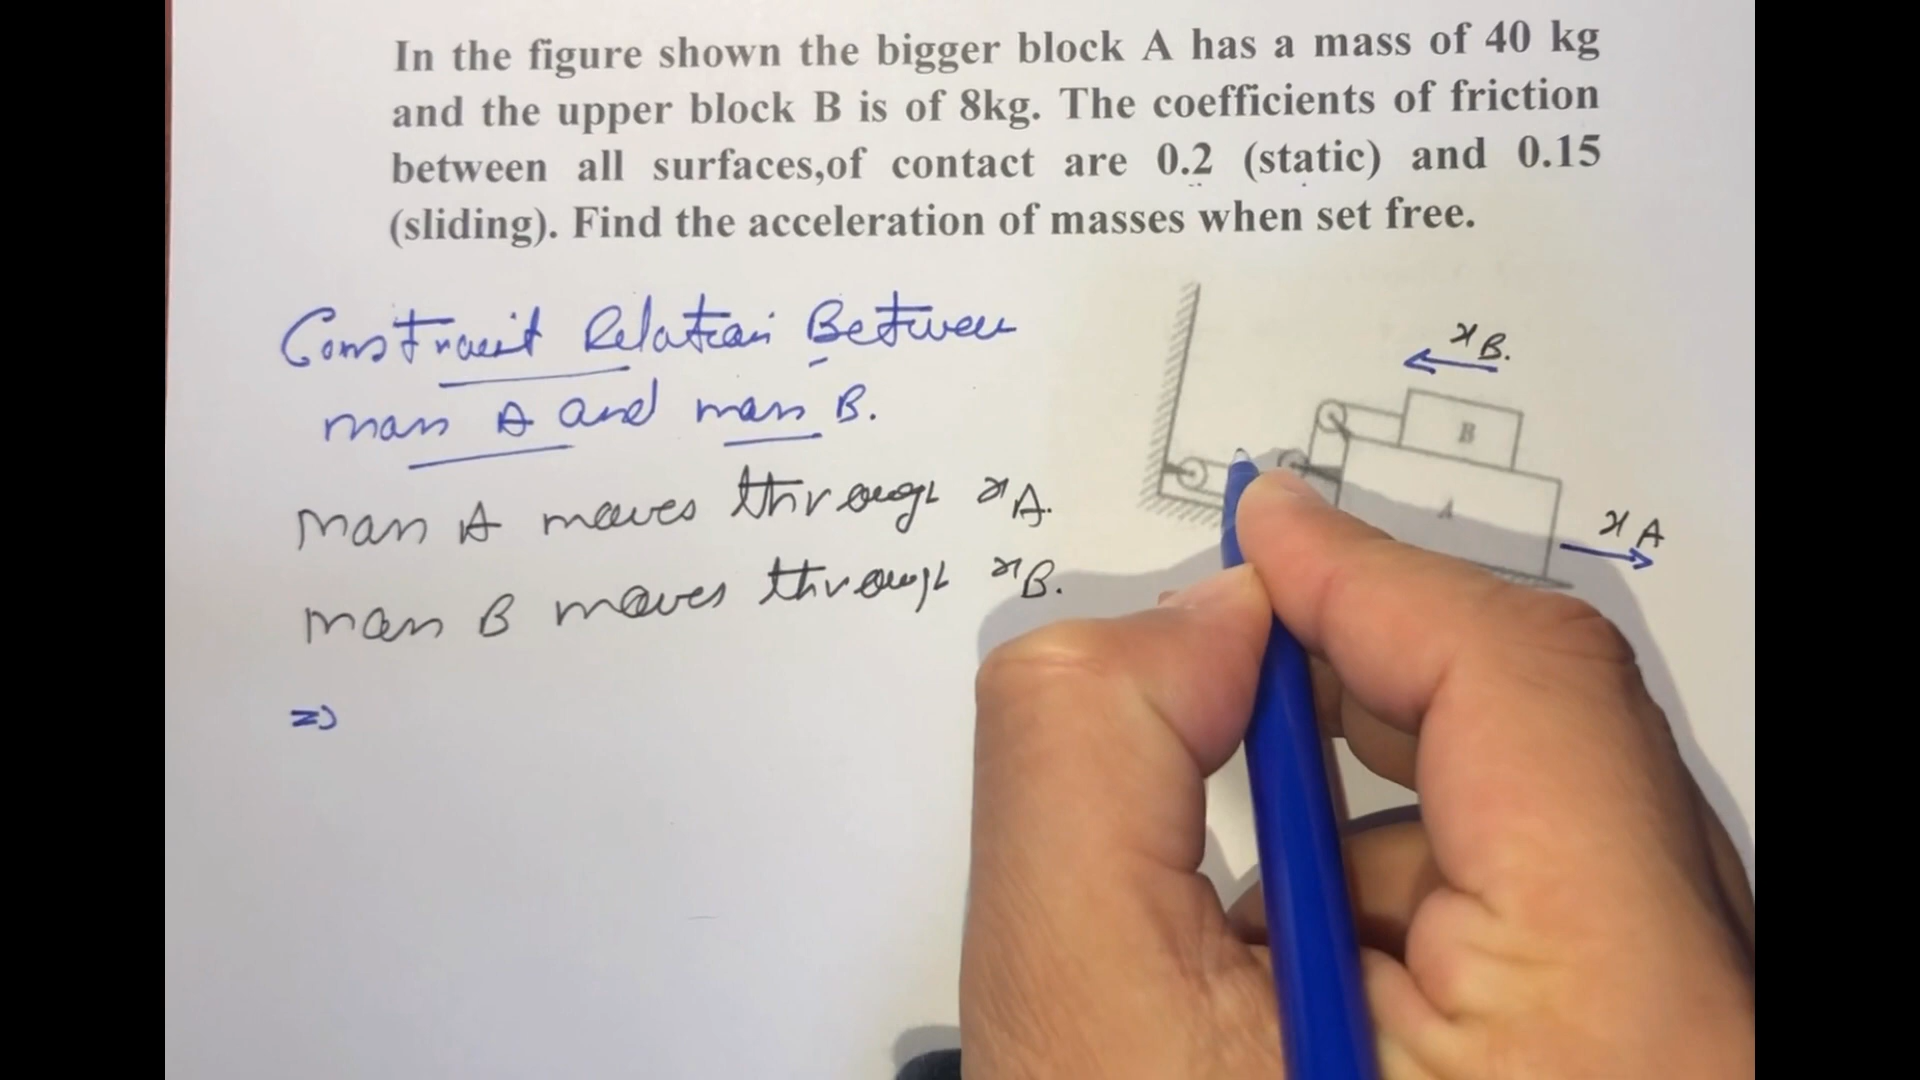 In the figure shown the bigger block A has a mass of 40 kg
and the upper block B is of 8kg. The coefficients of friction
between all surfaces,of contact are 0.2 (static) and 0.15
(sliding). Find the acceleration of masses when set free.
Constraint Relation Between
mass A and mass B.
mass A moves through xA.
mass B moves through xB.
=>
xB.
B
A
xA